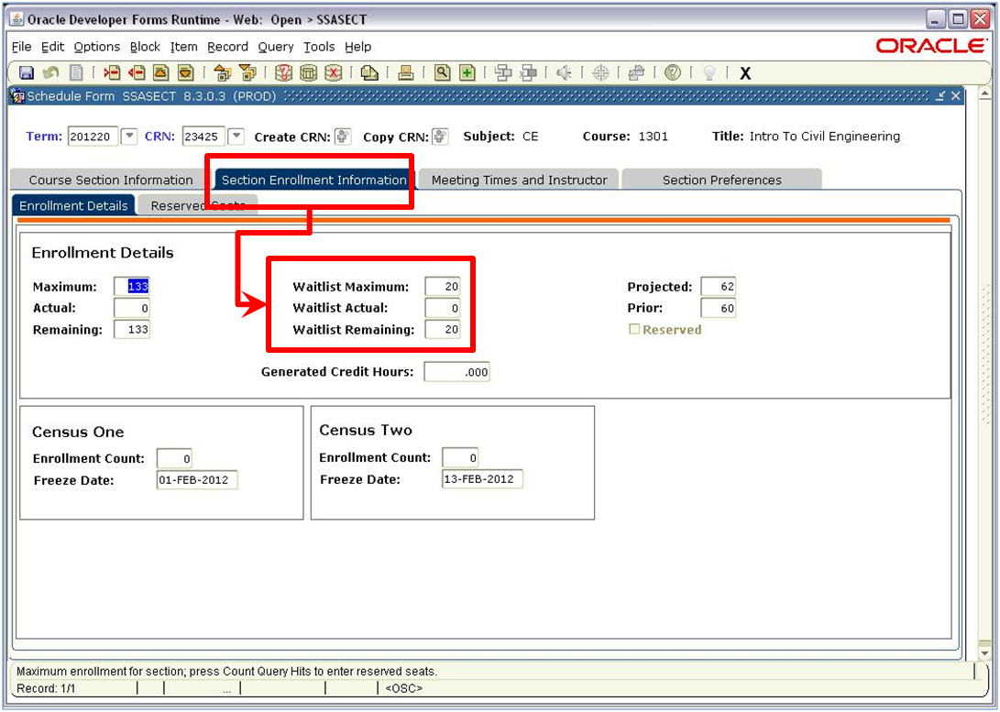 Oracle Developer Forms Runtime - Web:  Open > SSASECT
File Edit Options Block Item Record Query Tools Help
ORACLE
X
Schedule Form  SSASECT  8.3.0.3  (PROD)
Term: 201220 CRN: 23425 Create CRN: Copy CRN: Subject: CE Course: 1301 Title: Intro To Civil Engineering
Course Section Information Section Enrollment Information Meeting Times and Instructor Section Preferences
Enrollment Details Reserved Seats
Enrollment Details
Maximum: 133 Waitlist Maximum: 20 Projected: 62
Actual: 0 Waitlist Actual: 0 Prior: 60
Remaining: 133 Waitlist Remaining: 20 Reserved
Generated Credit Hours: .000
Census One Census Two
Enrollment Count: 0 Enrollment Count: 0
Freeze Date: 01-FEB-2012 Freeze Date: 13-FEB-2012
Maximum enrollment for section; press Count Query Hits to enter reserved seats.
Record: 1/1 ... <OSC>